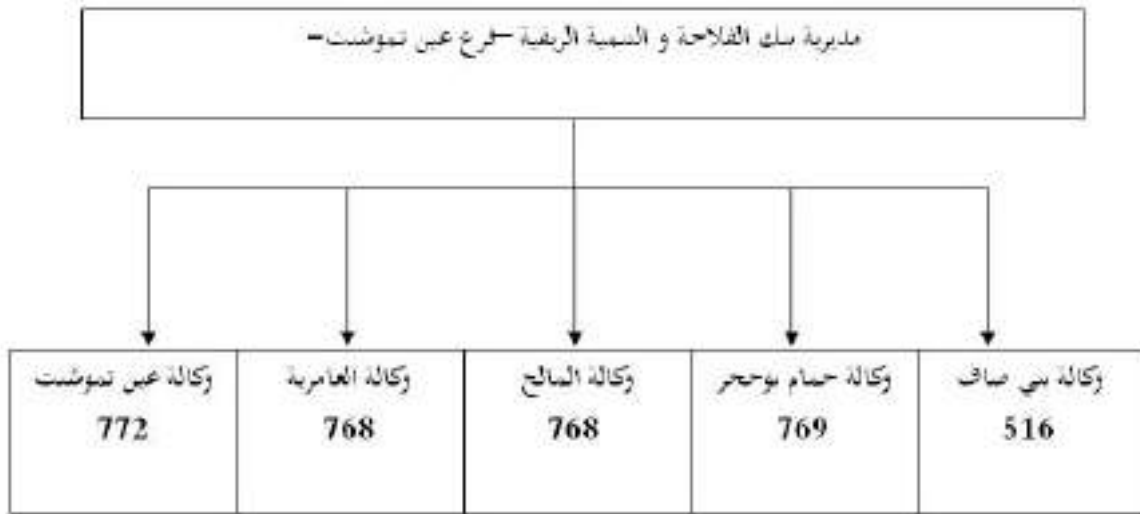 مديرية بنك الفلاحة و التنمية الريفية –فرع عين تموشنت–
وكالة بني صاف
516
وكالة حمام بوحجر
769
وكالة المالح
768
وكالة العامرية
768
وكالة عين تموشنت
772